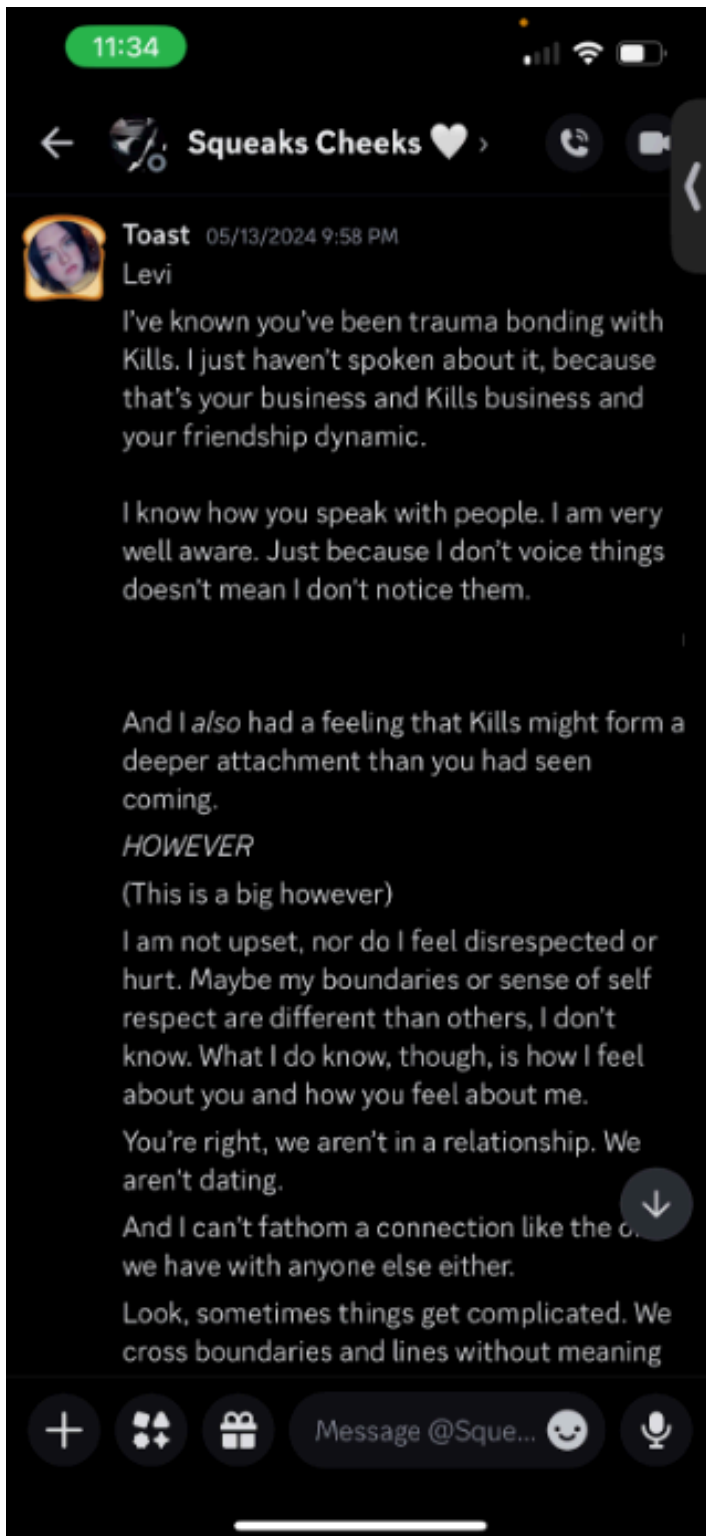 11:34
Squeaks Cheeks 🤍 ›
Toast 05/13/2024 9:58 PM
Levi
I've known you've been trauma bonding with
Kills. I just haven't spoken about it, because
that's your business and Kills business and
your friendship dynamic.
I know how you speak with people. I am very
well aware. Just because I don't voice things
doesn't mean I don't notice them.
And I also had a feeling that Kills might form a
deeper attachment than you had seen
coming.
HOWEVER
(This is a big however)
I am not upset, nor do I feel disrespected or
hurt. Maybe my boundaries or sense of self
respect are different than others, I don't
know. What I do know, though, is how I feel
about you and how you feel about me.
You're right, we aren't in a relationship. We
aren't dating.
And I can't fathom a connection like the
we have with anyone else either.
Look, sometimes things get complicated. We
cross boundaries and lines without meaning
Message @Sque...